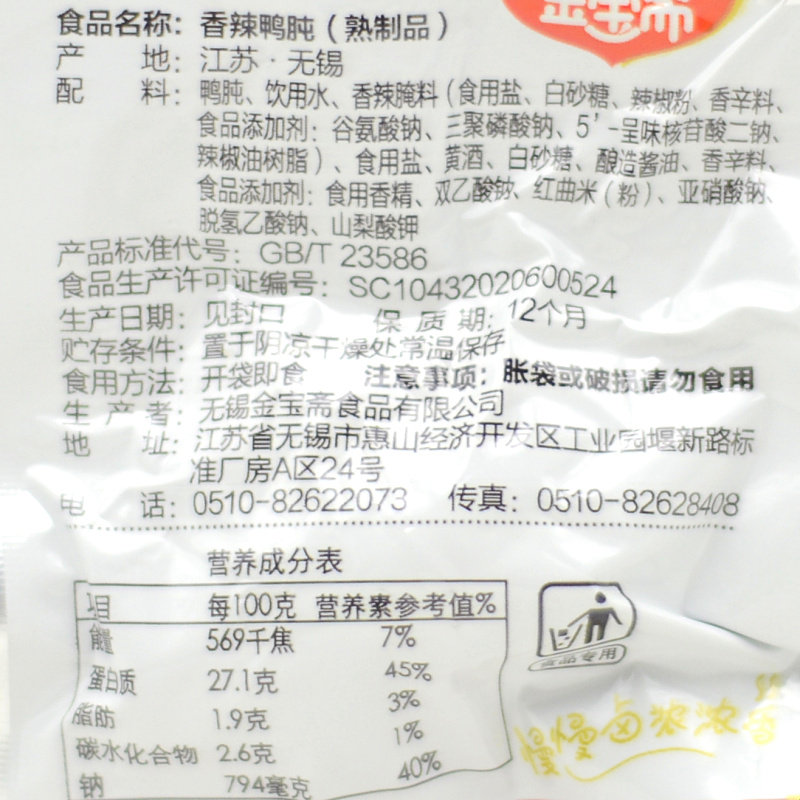 金宝斋
食品名称：香辣鸭肫（熟制品）
产 地：江苏·无锡
配 料：鸭肫、饮用水、香辣腌料（食用盐、白砂糖、辣椒粉、香辛料、
食品添加剂：谷氨酸钠、三聚磷酸钠、5'-呈味核苷酸二钠、
辣椒油树脂）、食用盐、黄酒、白砂糖、酿造酱油、香辛料、
食品添加剂：食用香精、双乙酸钠、红曲米（粉）、亚硝酸钠、
脱氢乙酸钠、山梨酸钾
产品标准代号：GB/T 23586
食品生产许可证编号：SC10432020600524
生产日期：见封口 保 质 期：12个月
贮存条件：置于阴凉干燥处常温保存
食用方法：开袋即食 注意事项：胀袋或破损请勿食用
生 产 者：无锡金宝斋食品有限公司
地 址：江苏省无锡市惠山经济开发区工业园堰新路标
准厂房A区24号
电 话：0510-82622073 传真：0510-82628408
营养成分表
项目 每100克 营养素参考值%
能量 569千焦 7%
蛋白质 27.1克 45%
脂肪 1.9克 3%
碳水化合物 2.6克 1%
钠 794毫克 40%
食品专用
慢慢卤浓浓香